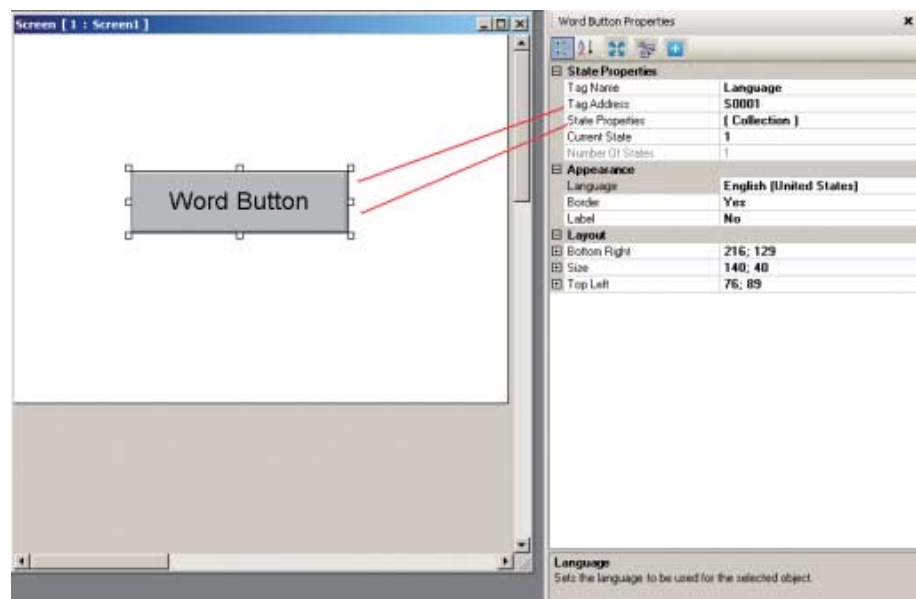 Screen [ 1 : Screen1 ]
Word Button
Word Button Properties
State Properties
Tag Name Language
Tag Address S0001
State Properties ( Collection )
Current State 1
Number Of States 1
Appearance
Language English (United States)
Border Yes
Label No
Layout
Bottom Right 216; 129
Size 140; 40
Top Left 76; 89
Language
Sets the language to be used for the selected object.